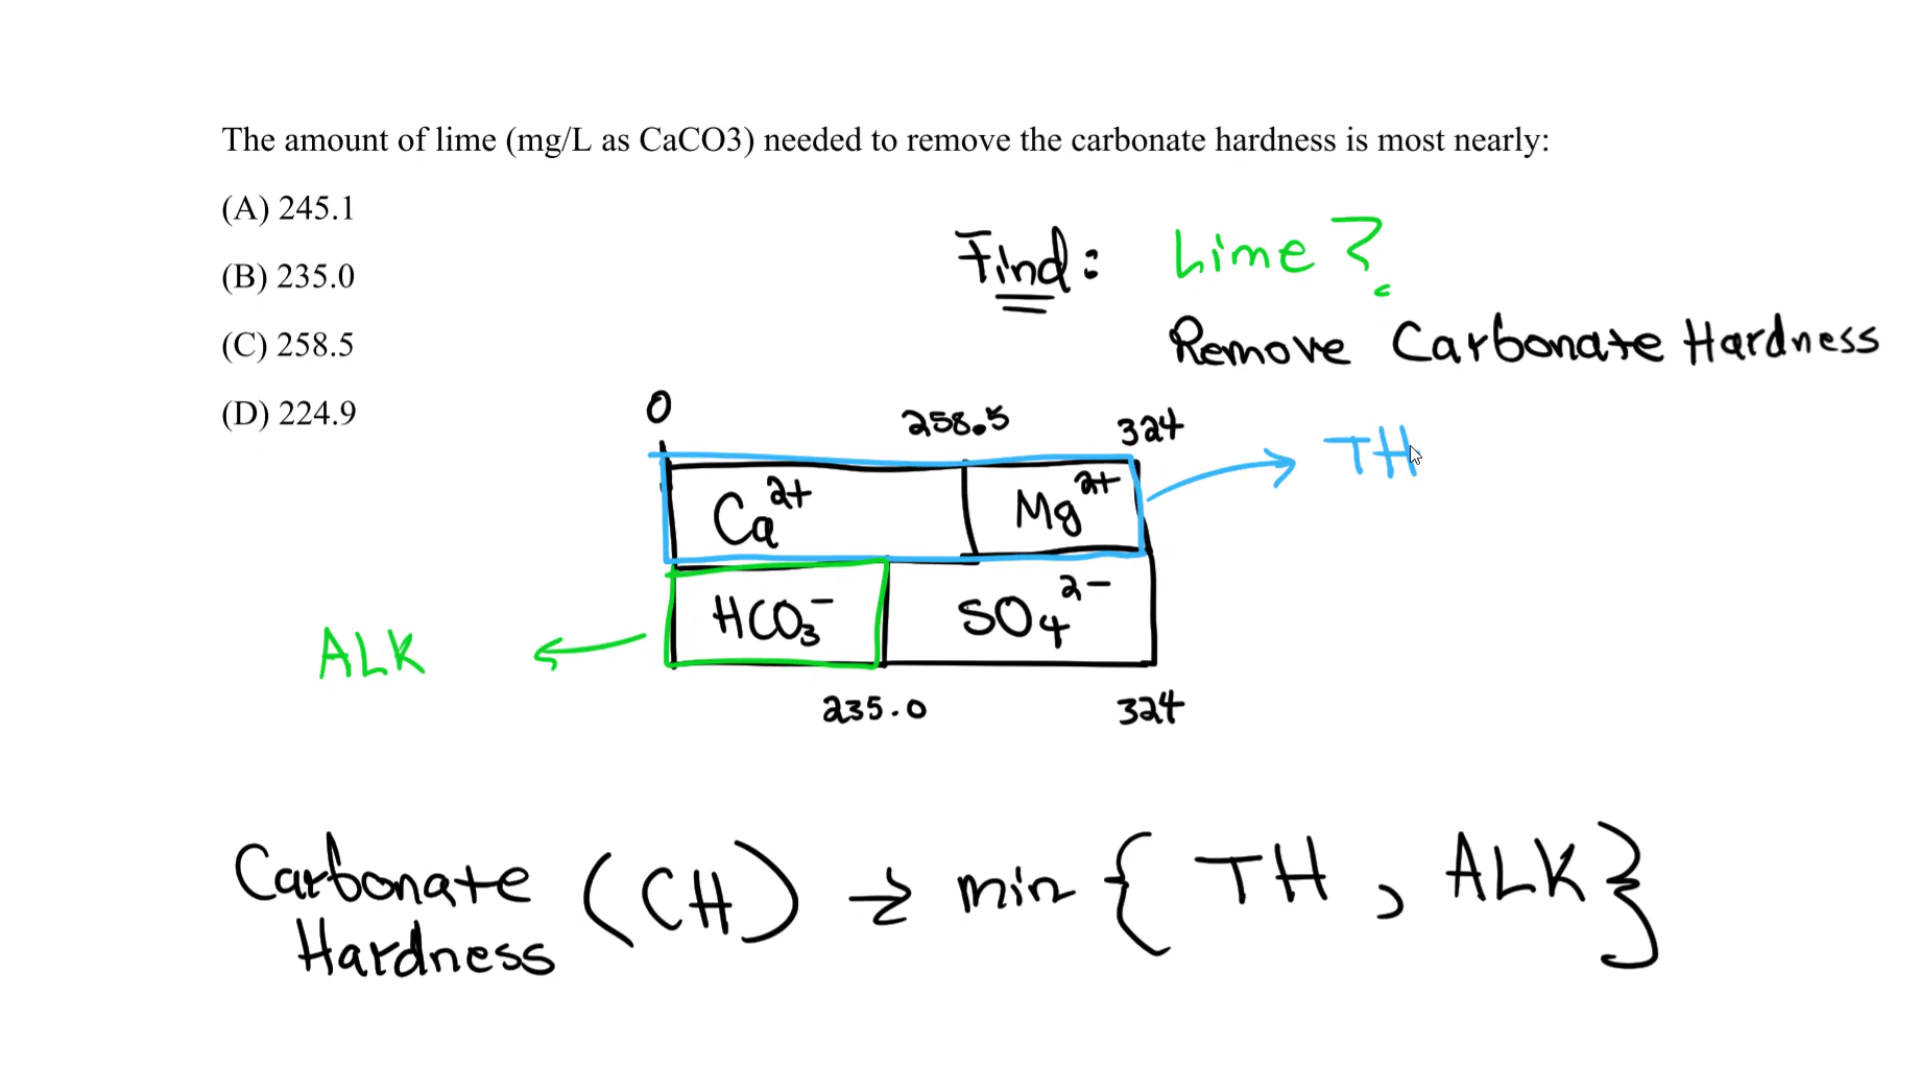 The amount of lime (mg/L as CaCO3) needed to remove the carbonate hardness is most nearly:
(A) 245.1
(B) 235.0
(C) 258.5
(D) 224.9
Find: Lime?
Remove Carbonate Hardness
0 258.5 324
TH
Ca²⁺ Mg²⁺
HCO₃⁻ SO₄²⁻
ALK
235.0 324
Carbonate Hardness (CH) → min { TH , ALK }